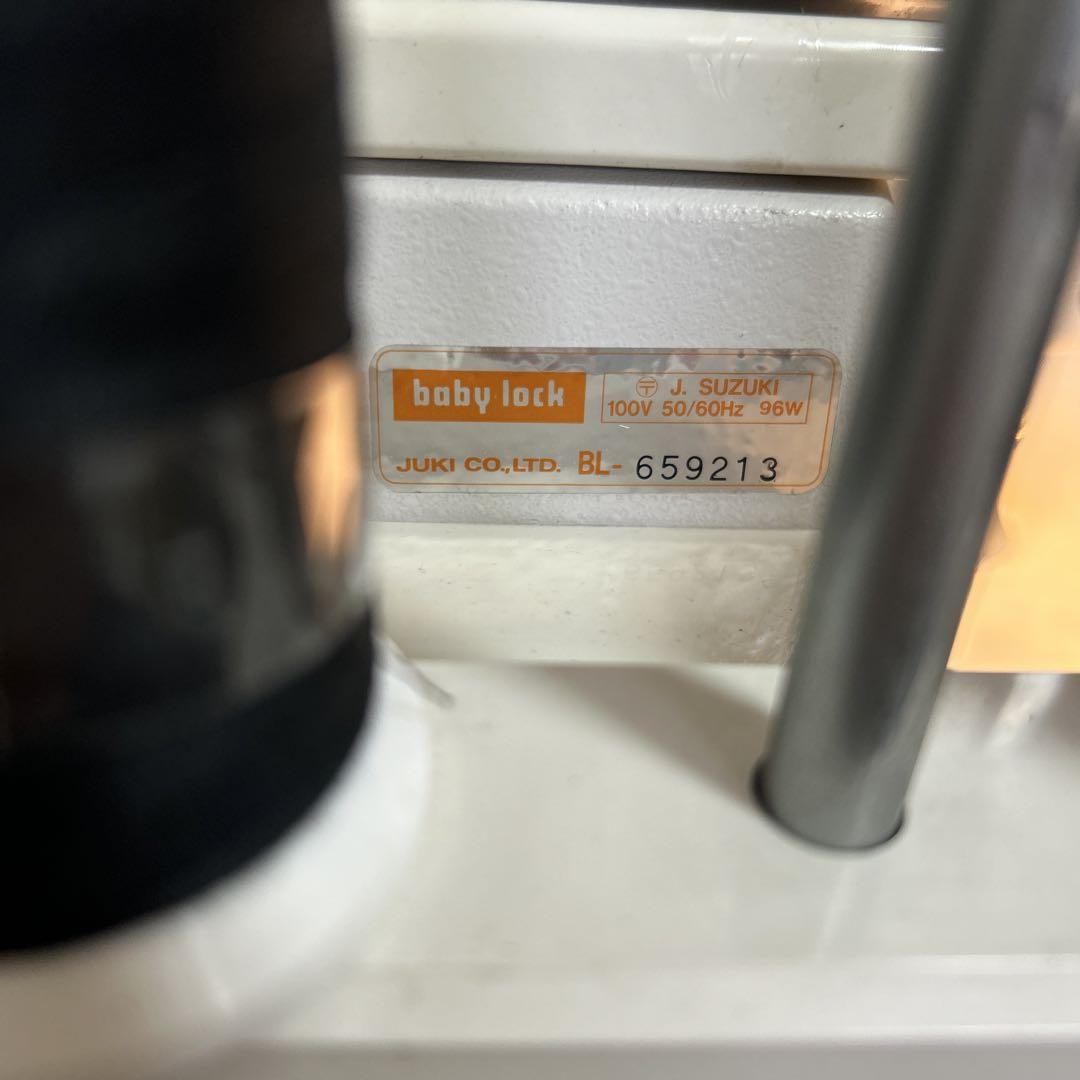 baby lock
〶 J. SUZUKI
100V 50/60Hz 96W
JUKI CO.,LTD. BL- 659213